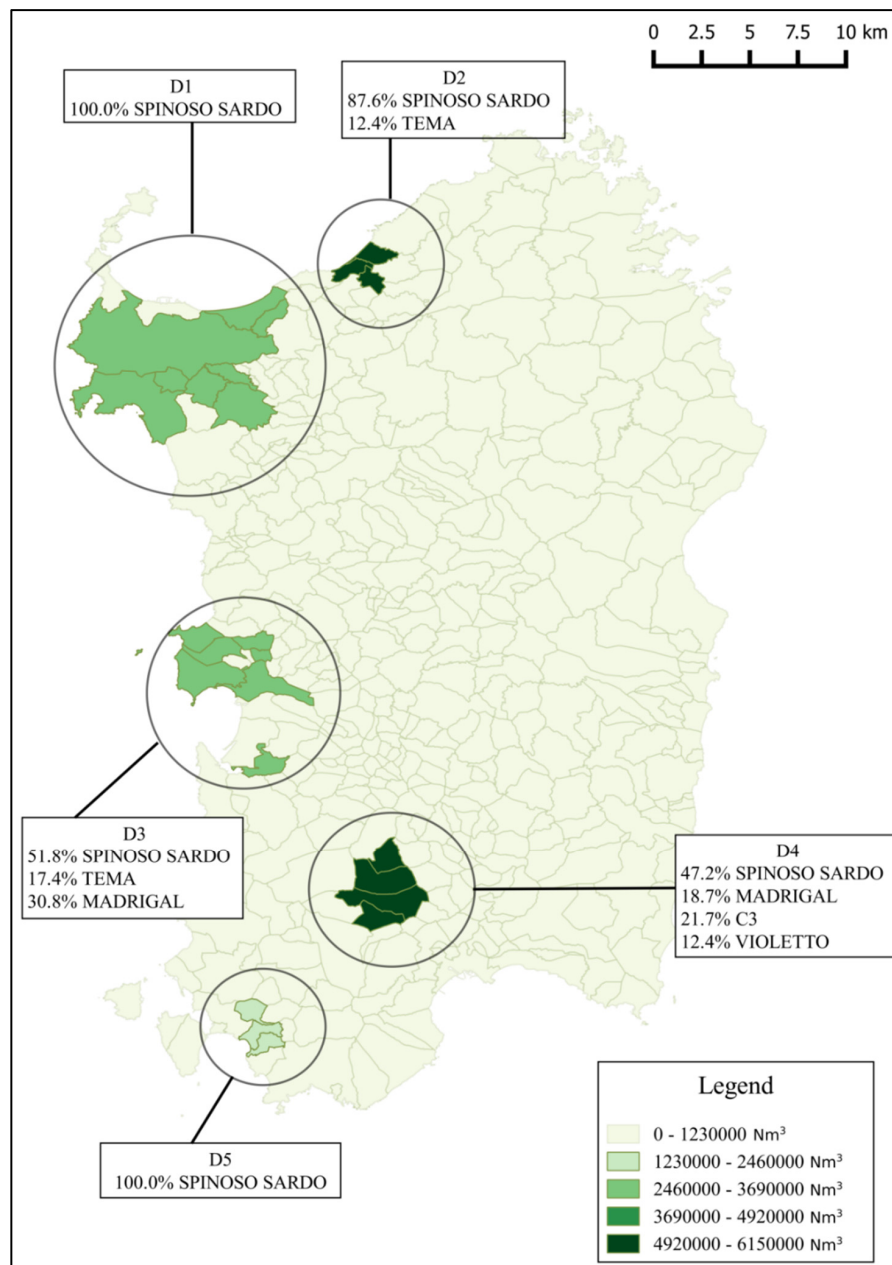 0 2.5 5 7.5 10 km
D1
100.0% SPINOSO SARDO
D2
87.6% SPINOSO SARDO
12.4% TEMA
D3
51.8% SPINOSO SARDO
17.4% TEMA
30.8% MADRIGAL
D4
47.2% SPINOSO SARDO
18.7% MADRIGAL
21.7% C3
12.4% VIOLETTO
D5
100.0% SPINOSO SARDO
Legend
0 - 1230000 Nm³
1230000 - 2460000 Nm³
2460000 - 3690000 Nm³
3690000 - 4920000 Nm³
4920000 - 6150000 Nm³